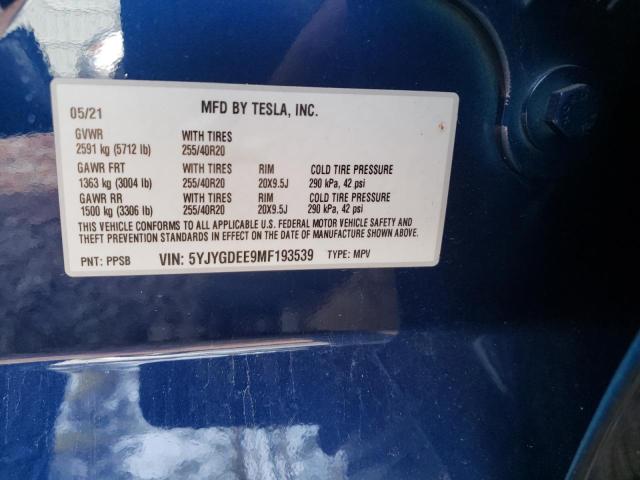 05/21 MFD BY TESLA, INC.
GVWR WITH TIRES
2591 kg (5712 lb) 255/40R20
GAWR FRT WITH TIRES RIM COLD TIRE PRESSURE
1363 kg (3004 lb) 255/40R20 20X9.5J 290 kPa, 42 psi
GAWR RR WITH TIRES RIM COLD TIRE PRESSURE
1500 kg (3306 lb) 255/40R20 20X9.5J 290 kPa, 42 psi
THIS VEHICLE CONFORMS TO ALL APPLICABLE U.S. FEDERAL MOTOR VEHICLE SAFETY AND
THEFT PREVENTION STANDARDS IN EFFECT ON THE DATE OF MANUFACTURE SHOWN ABOVE.
PNT: PPSB VIN: 5YJYGDEE9MF193539 TYPE: MPV